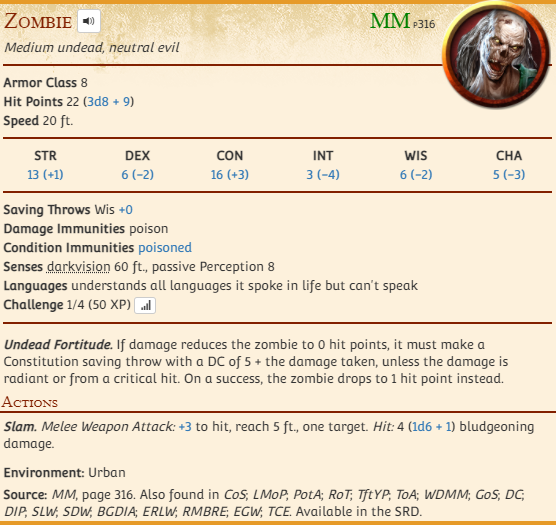 Zombie MM P316
Medium undead, neutral evil
Armor Class 8
Hit Points 22 (3d8 + 9)
Speed 20 ft.
STR DEX CON INT WIS CHA
13 (+1) 6 (−2) 16 (+3) 3 (−4) 6 (−2) 5 (−3)
Saving Throws Wis +0
Damage Immunities poison
Condition Immunities poisoned
Senses darkvision 60 ft., passive Perception 8
Languages understands all languages it spoke in life but can't speak
Challenge 1/4 (50 XP)
Undead Fortitude. If damage reduces the zombie to 0 hit points, it must make a
Constitution saving throw with a DC of 5 + the damage taken, unless the damage is
radiant or from a critical hit. On a success, the zombie drops to 1 hit point instead.
Actions
Slam. Melee Weapon Attack: +3 to hit, reach 5 ft., one target. Hit: 4 (1d6 + 1) bludgeoning
damage.
Environment: Urban
Source: MM, page 316. Also found in CoS; LMoP; PotA; RoT; TftYP; ToA; WDMM; GoS; DC;
DIP; SLW; SDW; BGDIA; ERLW; RMBRE; EGW; TCE. Available in the SRD.